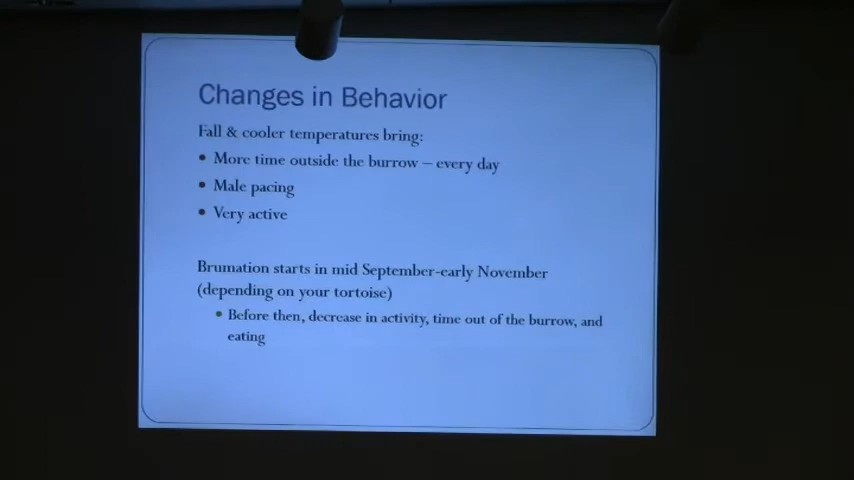 Changes in Behavior
Fall & cooler temperatures bring:
• More time outside the burrow – every day
• Male pacing
• Very active
Brumation starts in mid September-early November
(depending on your tortoise)
• Before then, decrease in activity, time out of the burrow, and
eating